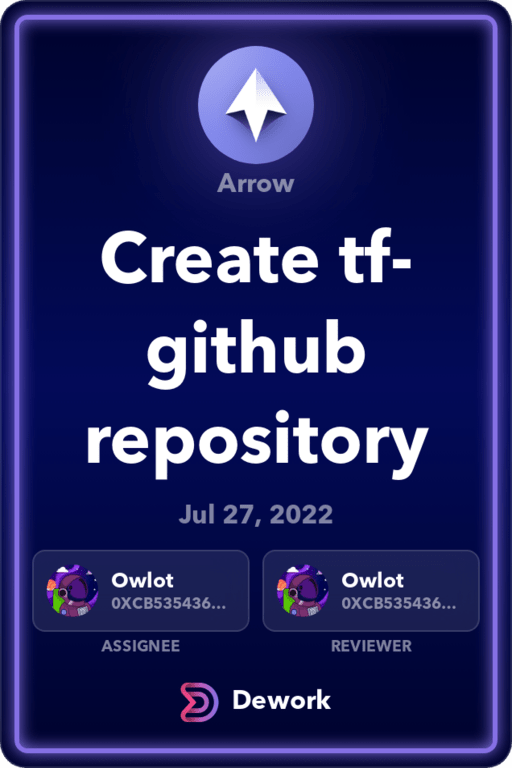 Arrow
Create tf-
github
repository
Jul 27, 2022
Owlot
0XCB535436...
ASSIGNEE
Owlot
0XCB535436...
REVIEWER
Dework